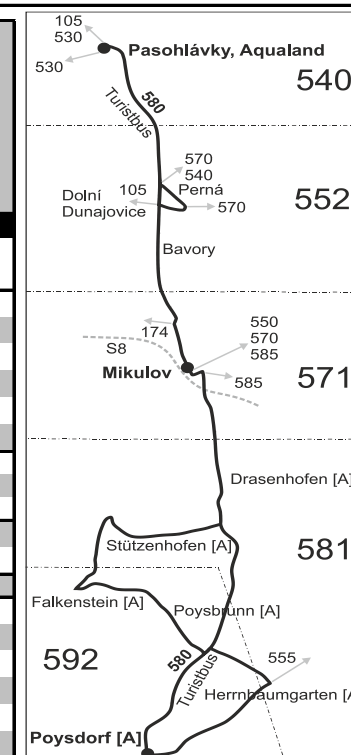 105
530
530
Pasohlávky, Aqualand
540
580
Turistbus
570
540
105
Perná
Dolní
Dunajovice
570
552
Bavory
174
550
570
585
S8
Mikulov
585
571
Drasenhofen [A]
Stützenhofen [A]
581
Falkenstein [A]
Poysbrunn [A]
592
580
Turistbus
555
Herrnbaumgarten [A
Poysdorf [A]